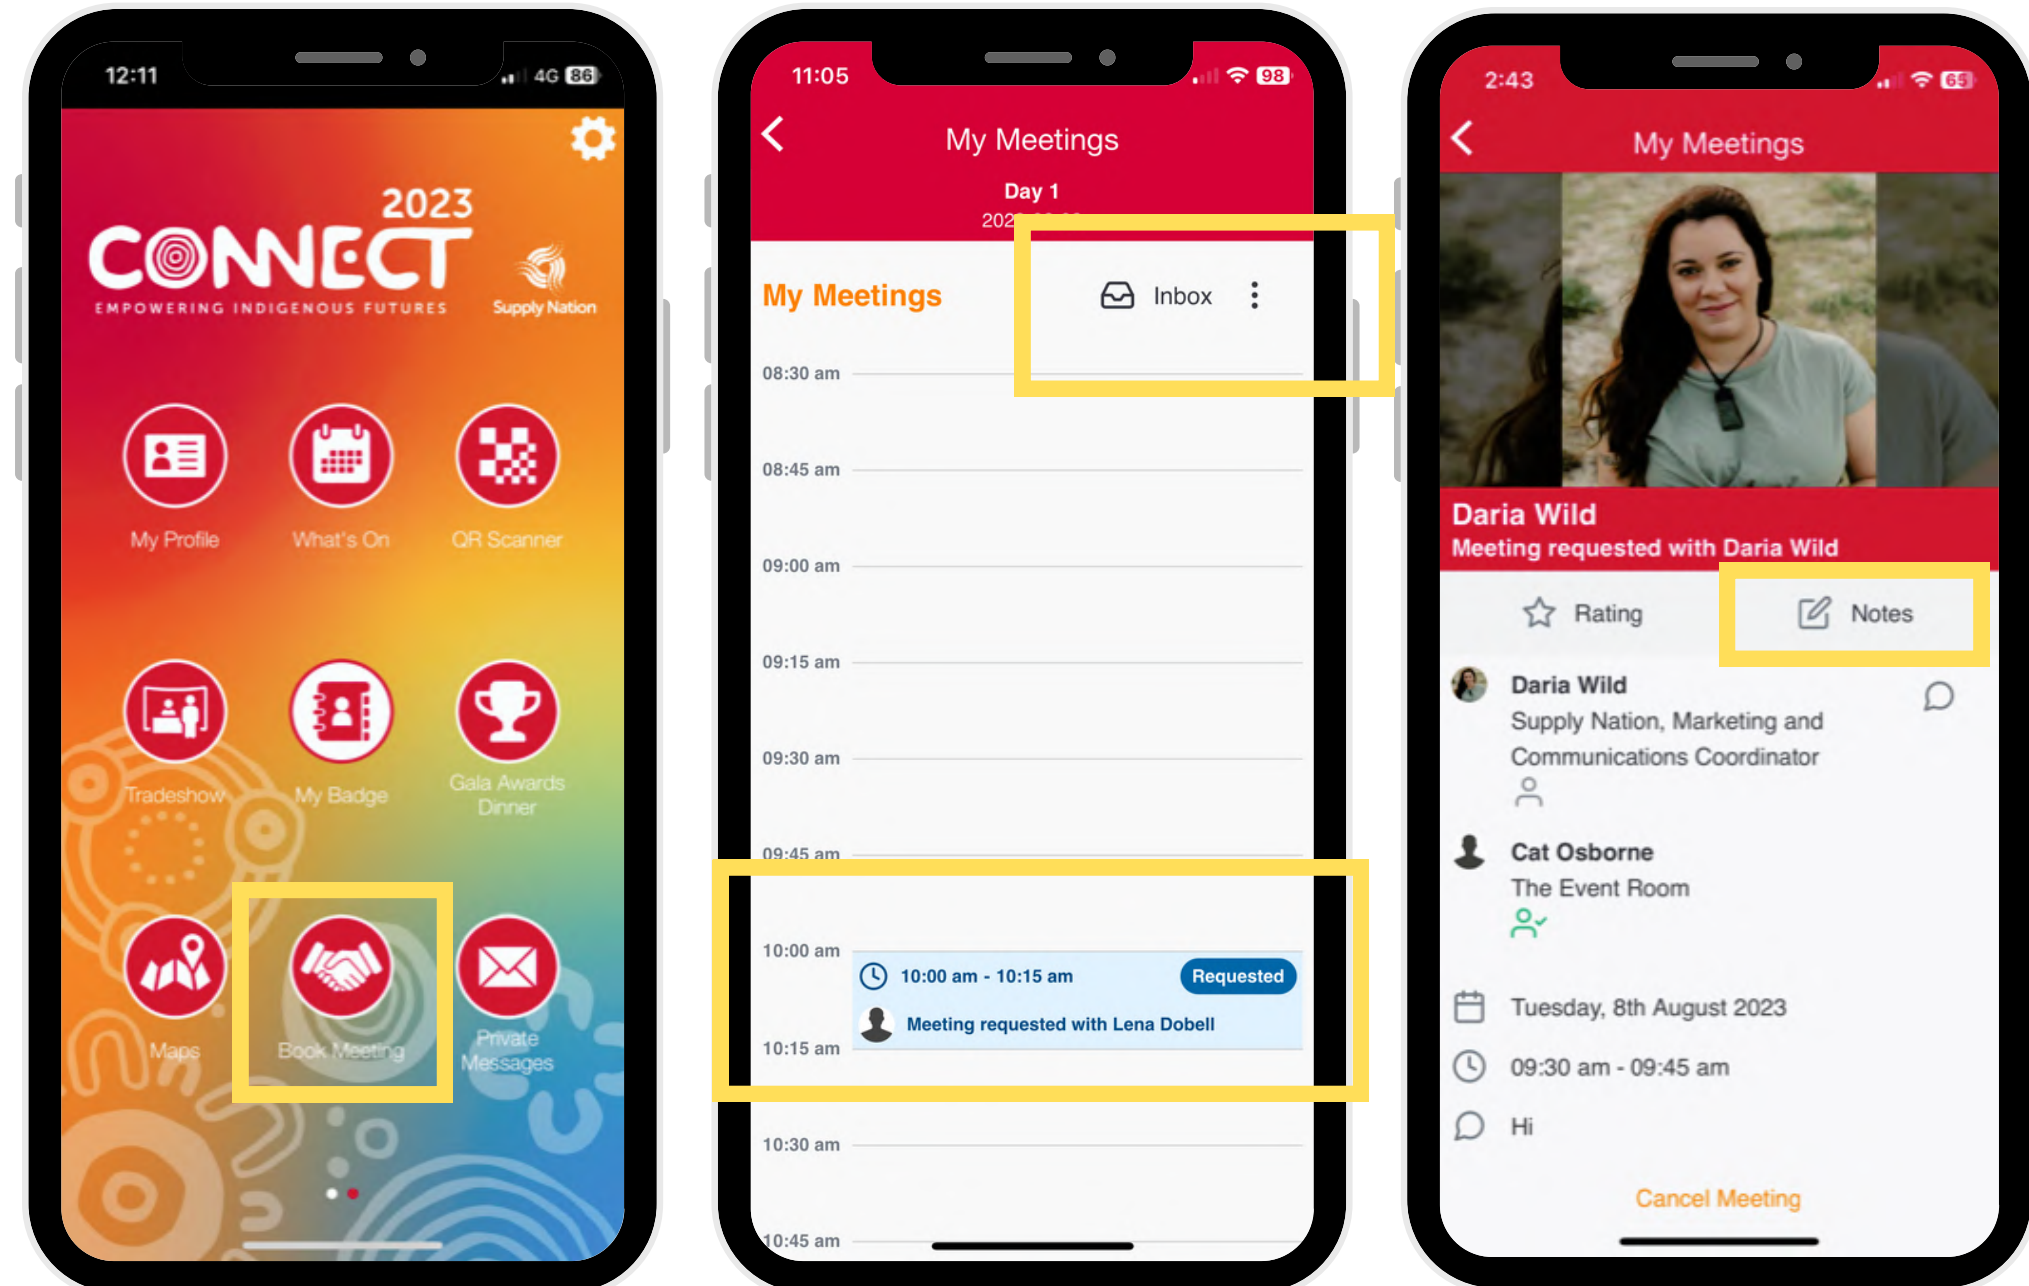 12:11
4G 86
2023
CONNECT
EMPOWERING INDIGENOUS FUTURES
Supply Nation
My Profile
What's On
QR Scanner
Tradeshow
My Badge
Gala Awards
Dinner
Maps
Book Meeting
Private
Messages
11:05
98
My Meetings
Day 1
My Meetings
Inbox
08:30 am
08:45 am
09:00 am
09:15 am
09:30 am
09:45 am
10:00 am
10:00 am - 10:15 am
Requested
Meeting requested with Lena Dobell
10:15 am
10:30 am
10:45 am
2:43
65
My Meetings
Daria Wild
Meeting requested with Daria Wild
Rating
Notes
Daria Wild
Supply Nation, Marketing and
Communications Coordinator
Cat Osborne
The Event Room
Tuesday, 8th August 2023
09:30 am - 09:45 am
Hi
Cancel Meeting